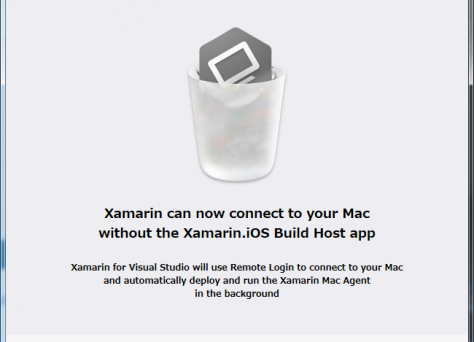 Xamarin can now connect to your Mac
without the Xamarin.iOS Build Host app
Xamarin for Visual Studio will use Remote Login to connect to your Mac
and automatically deploy and run the Xamarin Mac Agent
in the background